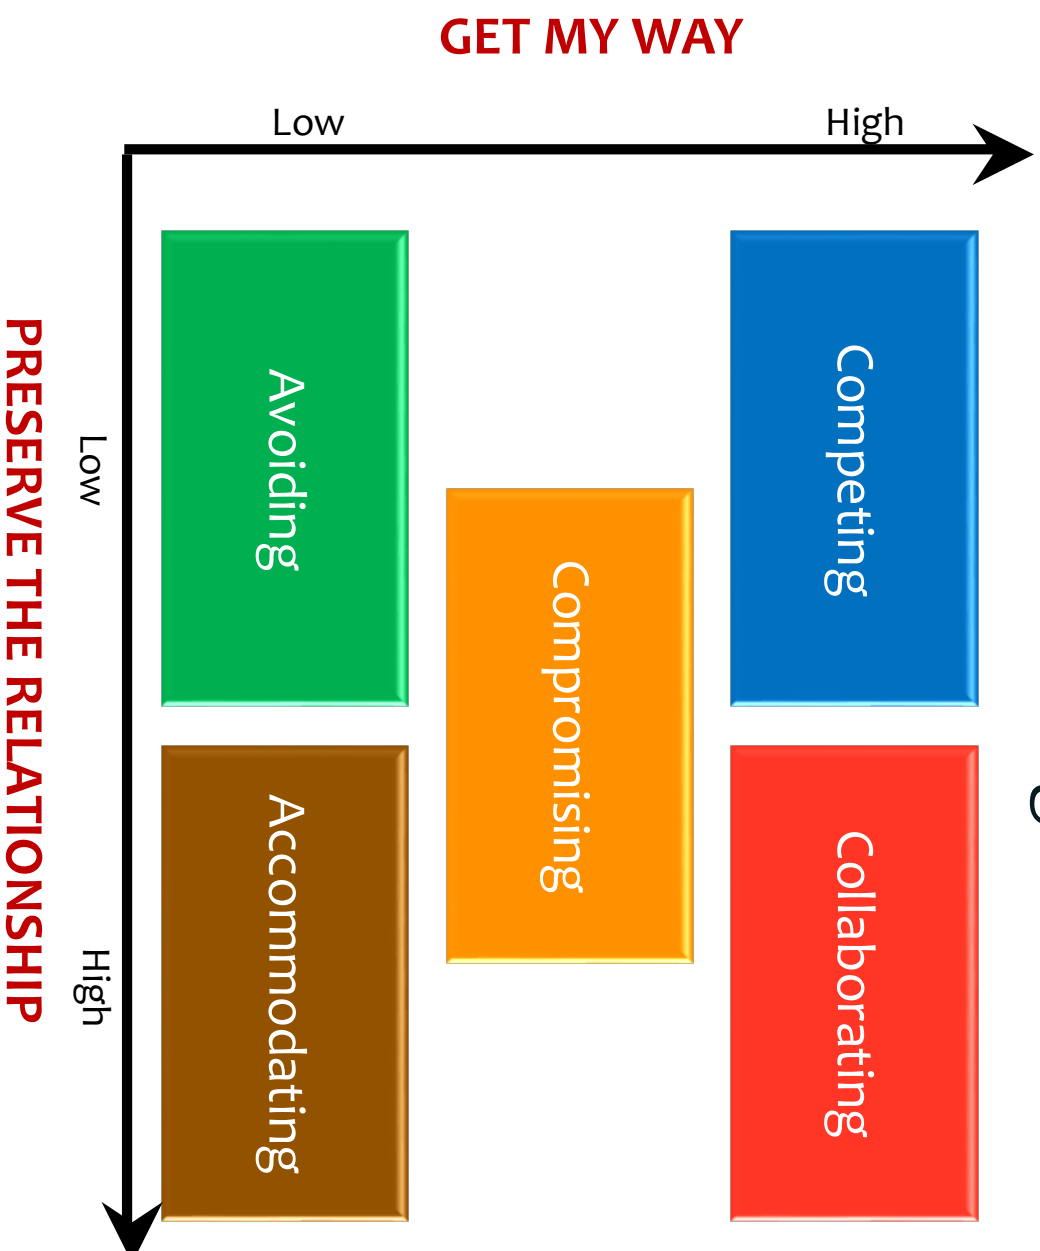 GET MY WAY
Low
High
PRESERVE THE RELATIONSHIP
Low
High
Avoiding
Competing
Compromising
Accommodating
Collaborating